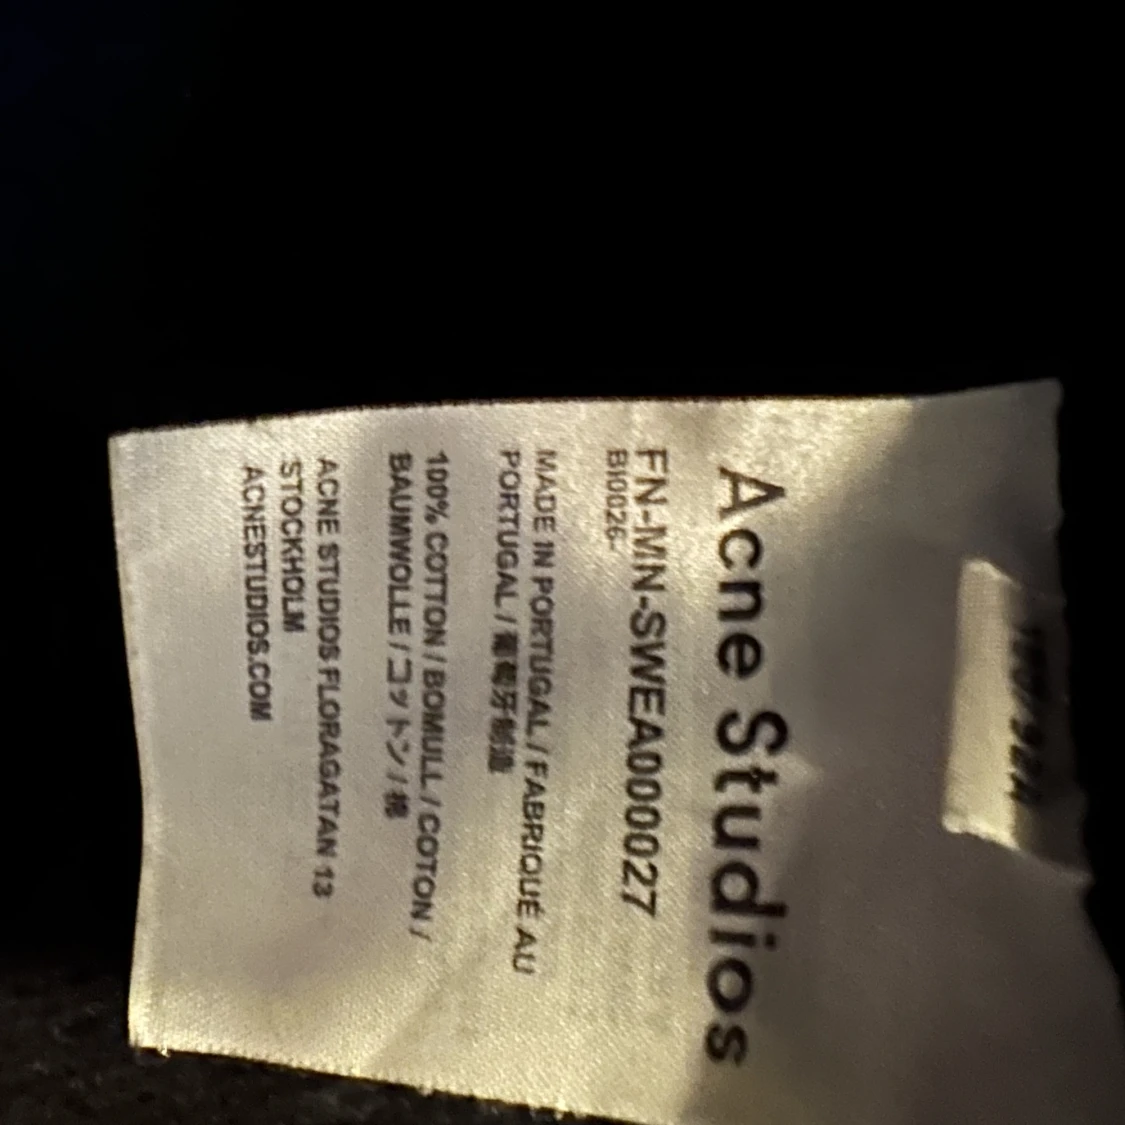 Acne Studios
FN-MN-SWEA000027
BI0026-
MADE IN PORTUGAL / FABRIQUÉ AU
PORTUGAL / 葡萄牙制造
100% COTTON / BOMULL / COTON /
BAUMWOLLE / コットン / 棉
ACNE STUDIOS FLORAGATAN 13
STOCKHOLM
ACNESTUDIOS.COM